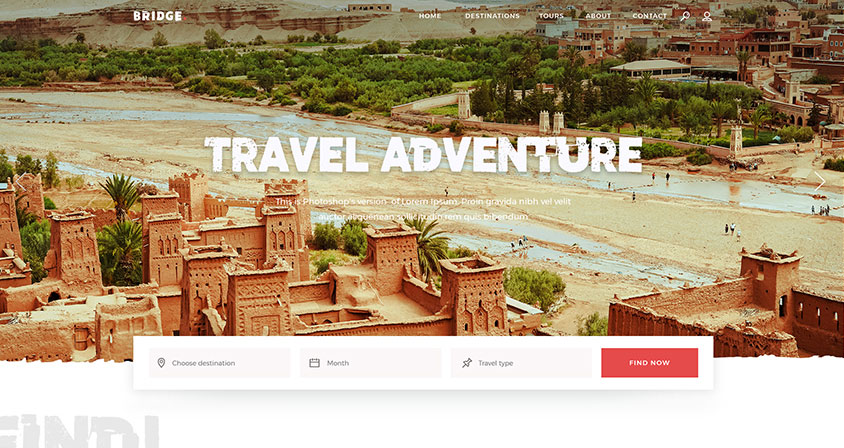 BRIDGE
HOME DESTINATIONS TOURS ABOUT CONTACT
TRAVEL ADVENTURE
This is Photoshop's version of Lorem Ipsum. Proin gravida nibh vel velit
auctor aliquenean sollicitudin rem quis bibendum.
Choose destination
Month
Travel type
FIND NOW
FIND